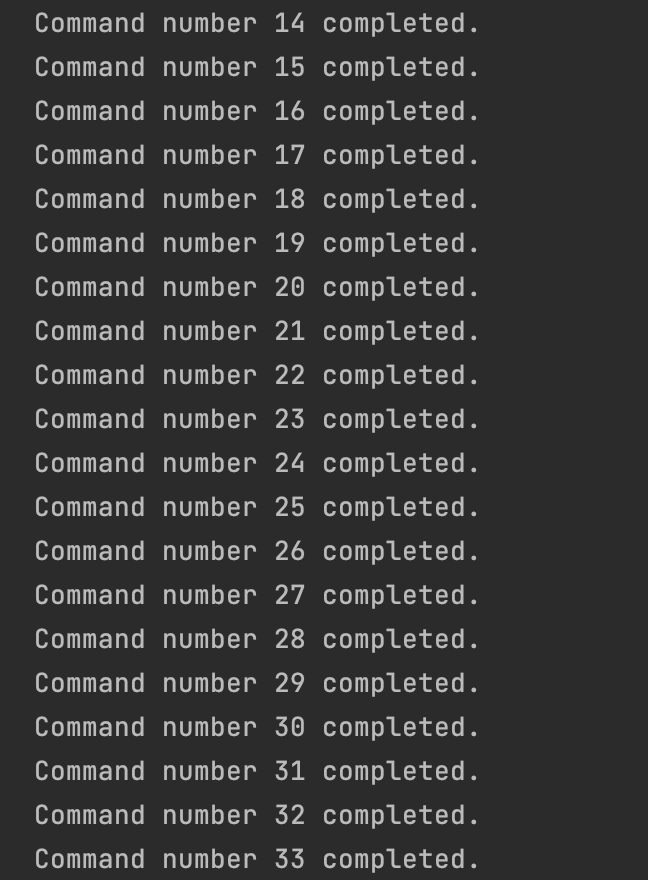 Command number 14 completed.
Command number 15 completed.
Command number 16 completed.
Command number 17 completed.
Command number 18 completed.
Command number 19 completed.
Command number 20 completed.
Command number 21 completed.
Command number 22 completed.
Command number 23 completed.
Command number 24 completed.
Command number 25 completed.
Command number 26 completed.
Command number 27 completed.
Command number 28 completed.
Command number 29 completed.
Command number 30 completed.
Command number 31 completed.
Command number 32 completed.
Command number 33 completed.